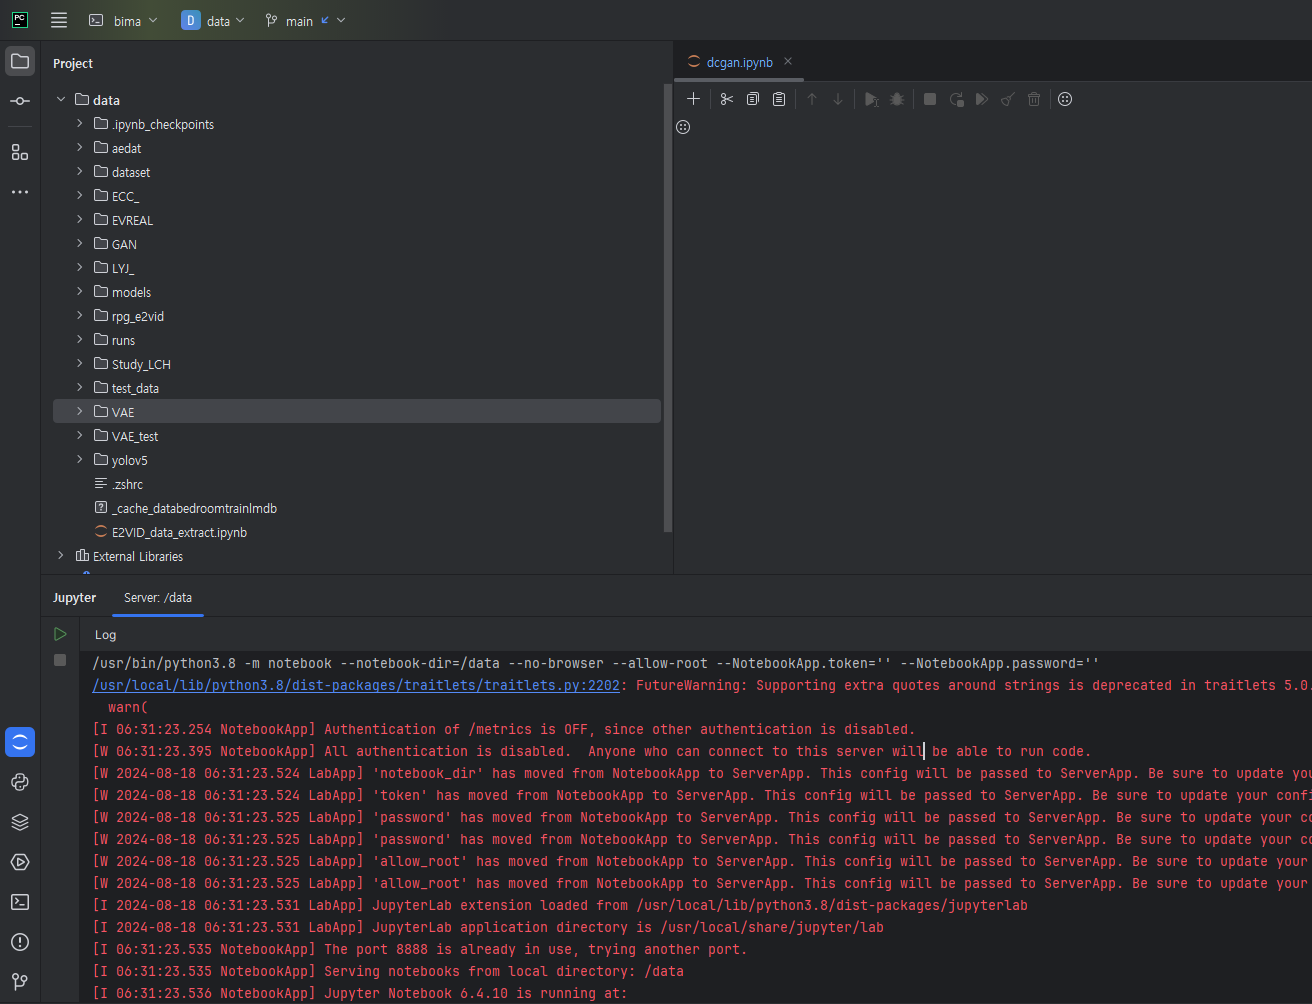 PC bima D data main
Project
dcgan.ipynb
data
.ipynb_checkpoints
aedat
dataset
ECC_
EVREAL
GAN
LYJ_
models
rpg_e2vid
runs
Study_LCH
test_data
VAE
VAE_test
yolov5
.zshrc
_cache_databedroomtrainlmdb
E2VID_data_extract.ipynb
External Libraries
Jupyter Server: /data
Log
/usr/bin/python3.8 -m notebook --notebook-dir=/data --no-browser --allow-root --NotebookApp.token='' --NotebookApp.password=''
/usr/local/lib/python3.8/dist-packages/traitlets/traitlets.py:2202: FutureWarning: Supporting extra quotes around strings is deprecated in traitlets 5.0.
warn(
[I 06:31:23.254 NotebookApp] Authentication of /metrics is OFF, since other authentication is disabled.
[W 06:31:23.395 NotebookApp] All authentication is disabled.  Anyone who can connect to this server will be able to run code.
[W 2024-08-18 06:31:23.524 LabApp] 'notebook_dir' has moved from NotebookApp to ServerApp. This config will be passed to ServerApp. Be sure to update you
[W 2024-08-18 06:31:23.524 LabApp] 'token' has moved from NotebookApp to ServerApp. This config will be passed to ServerApp. Be sure to update your confi
[W 2024-08-18 06:31:23.525 LabApp] 'password' has moved from NotebookApp to ServerApp. This config will be passed to ServerApp. Be sure to update your co
[W 2024-08-18 06:31:23.525 LabApp] 'password' has moved from NotebookApp to ServerApp. This config will be passed to ServerApp. Be sure to update your co
[W 2024-08-18 06:31:23.525 LabApp] 'allow_root' has moved from NotebookApp to ServerApp. This config will be passed to ServerApp. Be sure to update your
[W 2024-08-18 06:31:23.525 LabApp] 'allow_root' has moved from NotebookApp to ServerApp. This config will be passed to ServerApp. Be sure to update your
[I 2024-08-18 06:31:23.531 LabApp] JupyterLab extension loaded from /usr/local/lib/python3.8/dist-packages/jupyterlab
[I 2024-08-18 06:31:23.531 LabApp] JupyterLab application directory is /usr/local/share/jupyter/lab
[I 06:31:23.535 NotebookApp] The port 8888 is already in use, trying another port.
[I 06:31:23.535 NotebookApp] Serving notebooks from local directory: /data
[I 06:31:23.536 NotebookApp] Jupyter Notebook 6.4.10 is running at: